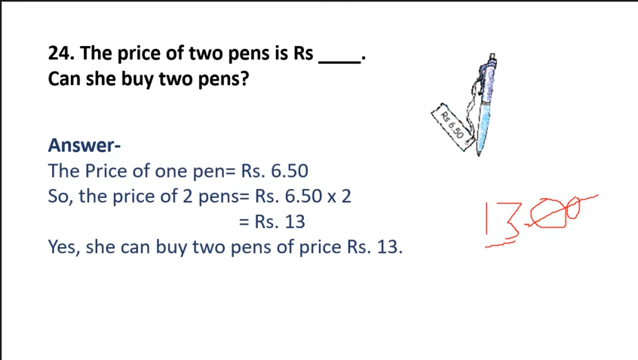 24. The price of two pens is Rs ____.
Can she buy two pens?
Rs 6.50
Answer-
The Price of one pen= Rs. 6.50
So, the price of 2 pens= Rs. 6.50 x 2
= Rs. 13
Yes, she can buy two pens of price Rs. 13.
13.00